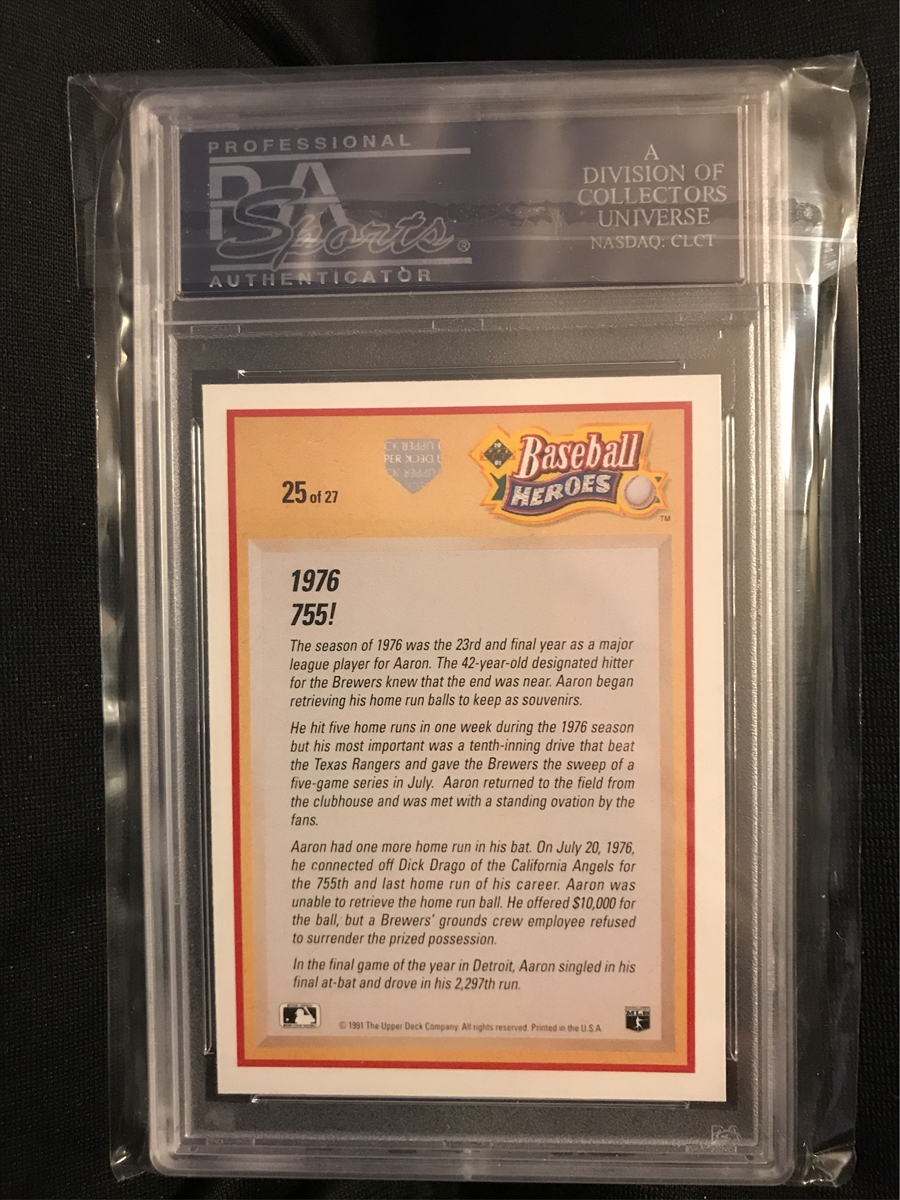 PROFESSIONAL
PSA
Sports®
AUTHENTICATOR
A
DIVISION OF
COLLECTORS
UNIVERSE
NASDAQ: CLCT
25 of 27
Baseball
HEROES
TM
1976
755!
The season of 1976 was the 23rd and final year as a major
league player for Aaron. The 42-year-old designated hitter
for the Brewers knew that the end was near. Aaron began
retrieving his home run balls to keep as souvenirs.
He hit five home runs in one week during the 1976 season
but his most important was a tenth-inning drive that beat
the Texas Rangers and gave the Brewers the sweep of a
five-game series in July. Aaron returned to the field from
the clubhouse and was met with a standing ovation by the
fans.
Aaron had one more home run in his bat. On July 20, 1976,
he connected off Dick Drago of the California Angels for
the 755th and last home run of his career. Aaron was
unable to retrieve the home run ball. He offered $10,000 for
the ball, but a Brewers' grounds crew employee refused
to surrender the prized possession.
In the final game of the year in Detroit, Aaron singled in his
final at-bat and drove in his 2,297th run.
© 1991 The Upper Deck Company. All rights reserved. Printed in the U.S.A.